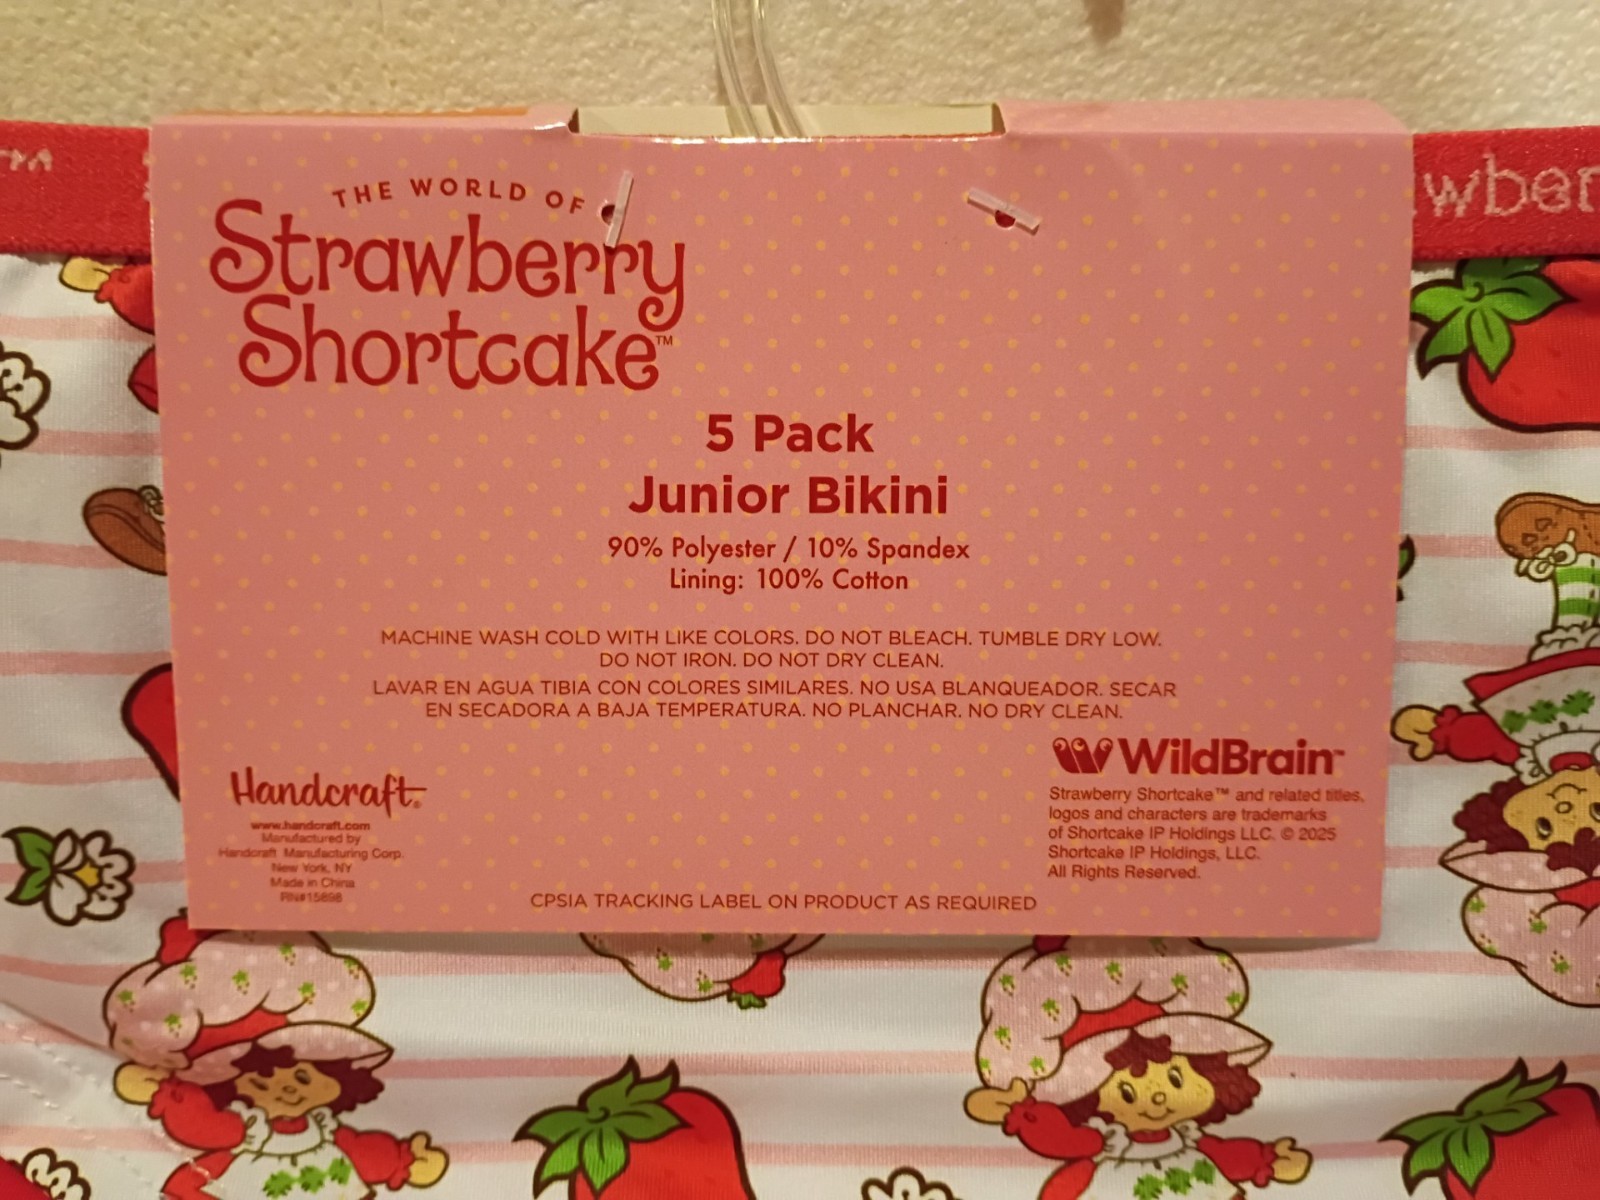 THE WORLD OF
Strawberry
Shortcake™
wber
5 Pack
Junior Bikini
90% Polyester / 10% Spandex
Lining: 100% Cotton
MACHINE WASH COLD WITH LIKE COLORS. DO NOT BLEACH. TUMBLE DRY LOW.
DO NOT IRON. DO NOT DRY CLEAN.
LAVAR EN AGUA TIBIA CON COLORES SIMILARES. NO USA BLANQUEADOR. SECAR
EN SECADORA A BAJA TEMPERATURA. NO PLANCHAR. NO DRY CLEAN.
Handcraft®
www.handcraft.com
Manufactured by
Handcraft Manufacturing Corp.
New York, NY
Made in China
RN#15898
WildBrain™
Strawberry Shortcake™ and related titles,
logos and characters are trademarks
of Shortcake IP Holdings LLC. © 2025
Shortcake IP Holdings, LLC.
All Rights Reserved.
CPSIA TRACKING LABEL ON PRODUCT AS REQUIRED